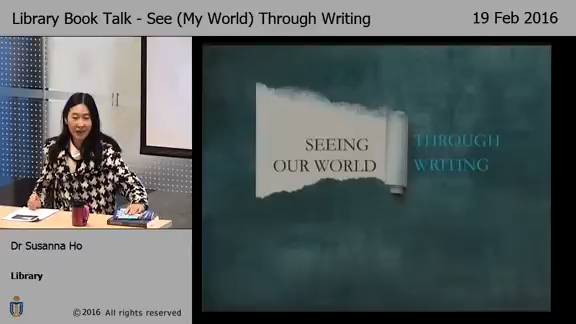 Library Book Talk - See (My World) Through Writing
19 Feb 2016
SEEING
OUR WORLD
THROUGH
WRITING
Dr Susanna Ho
Library
©2016 All rights reserved